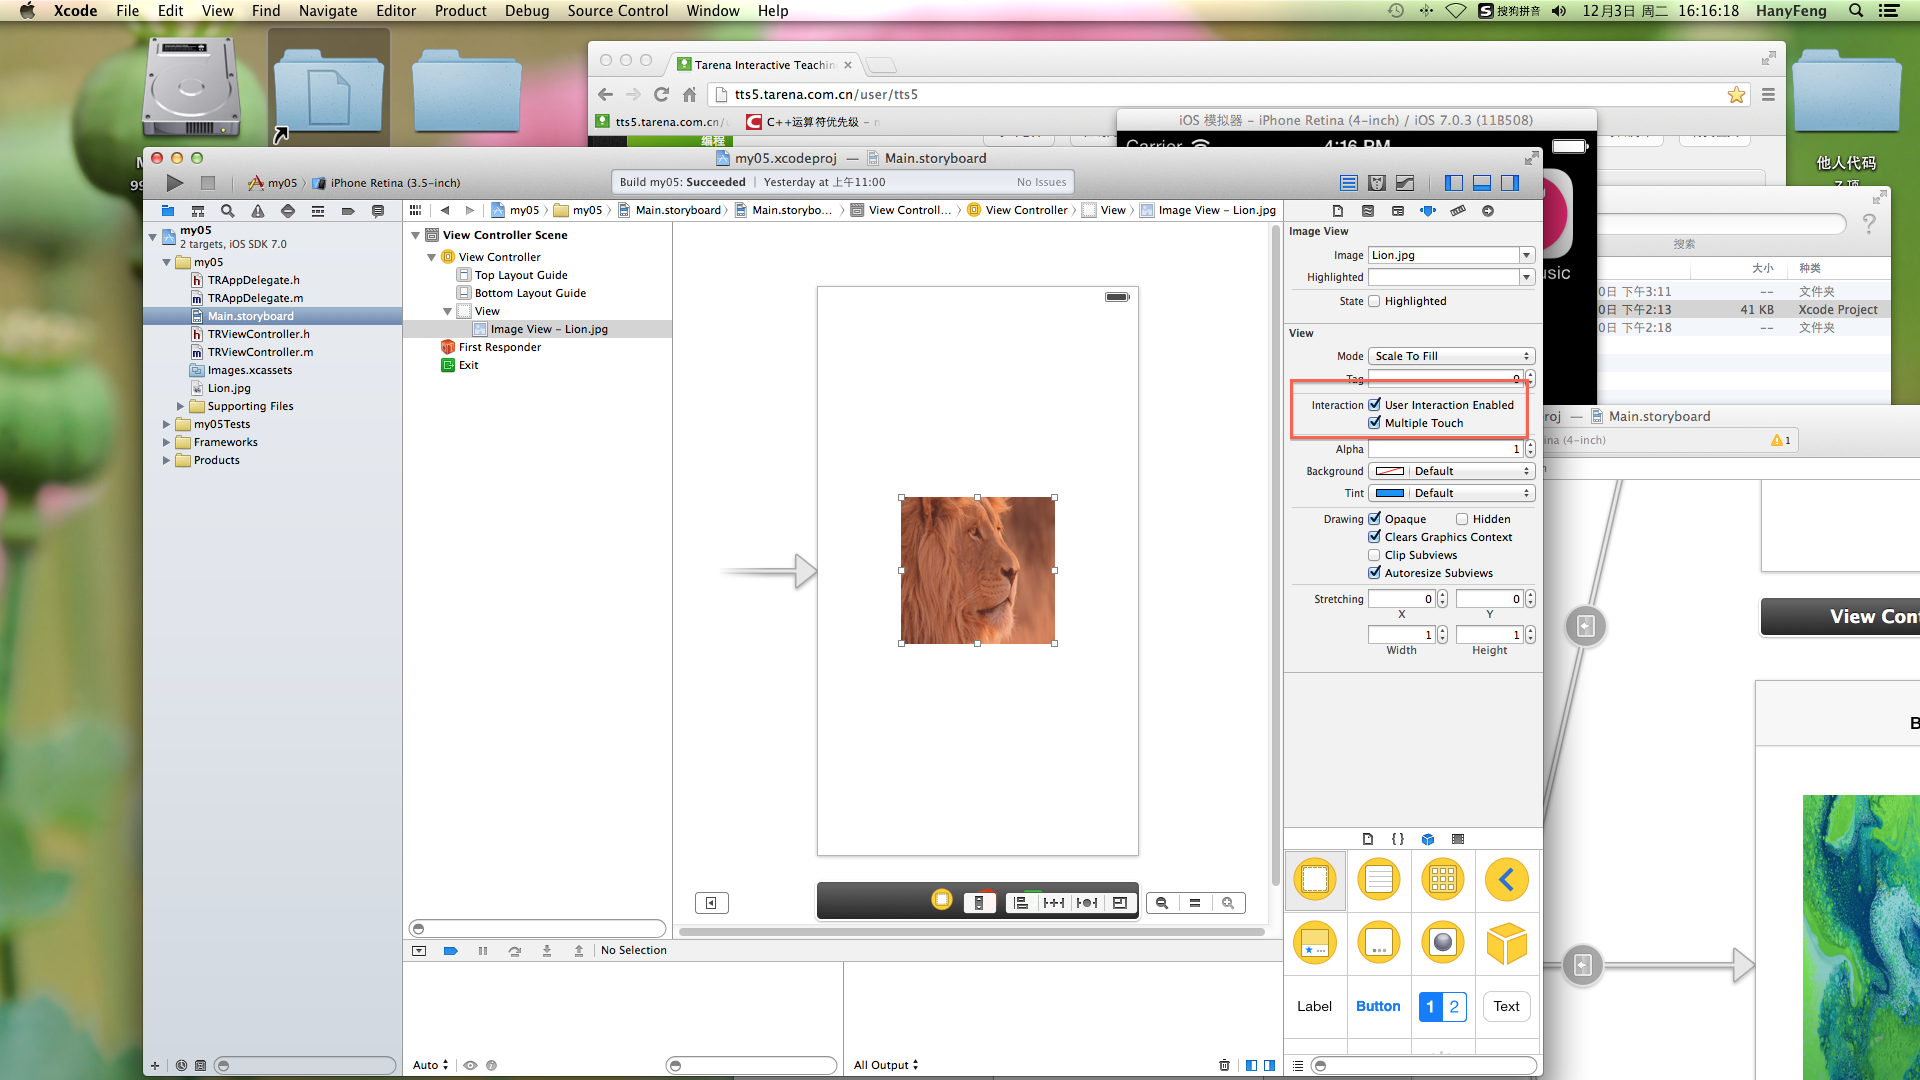 Xcode File Edit View Find Navigate Editor Product Debug Source Control Window Help
搜狗拼音 12月3日 周二 16:16:18 HanyFeng
Tarena Interactive Teachin
tts5.tarena.com.cn/user/tts5
tts5.tarena.com.cn/ C++运算符优先级 –
编程
iOS 模拟器 – iPhone Retina (4-inch) / iOS 7.0.3 (11B508)
Carrier 4:16 PM
他人代码
my05.xcodeproj — Main.storyboard
my05 iPhone Retina (3.5-inch)
Build my05: Succeeded Yesterday at 上午11:00 No Issues
my05 my05 Main.storyboard Main.storybo... View Controll... View Controller View Image View – Lion.jpg
my05
2 targets, iOS SDK 7.0
my05
TRAppDelegate.h
TRAppDelegate.m
Main.storyboard
TRViewController.h
TRViewController.m
Images.xcassets
Lion.jpg
Supporting Files
my05Tests
Frameworks
Products
View Controller Scene
View Controller
Top Layout Guide
Bottom Layout Guide
View
Image View – Lion.jpg
First Responder
Exit
Image View
Image Lion.jpg
Highlighted
State Highlighted
View
Mode Scale To Fill
Tag 0
Interaction User Interaction Enabled
Multiple Touch
Alpha 1
Background Default
Tint Default
Drawing Opaque Hidden
Clears Graphics Context
Clip Subviews
Autoresize Subviews
Stretching 0 0
X Y
1 1
Width Height
Label Button 1 2 Text
No Selection
Auto
All Output
usic
搜索
大小 种类
0日 下午3:11 -- 文件夹
0日 下午2:13 41 KB Xcode Project
0日 下午2:18 -- 文件夹
roj — Main.storyboard
ina (4-inch) 1
View Cont
B